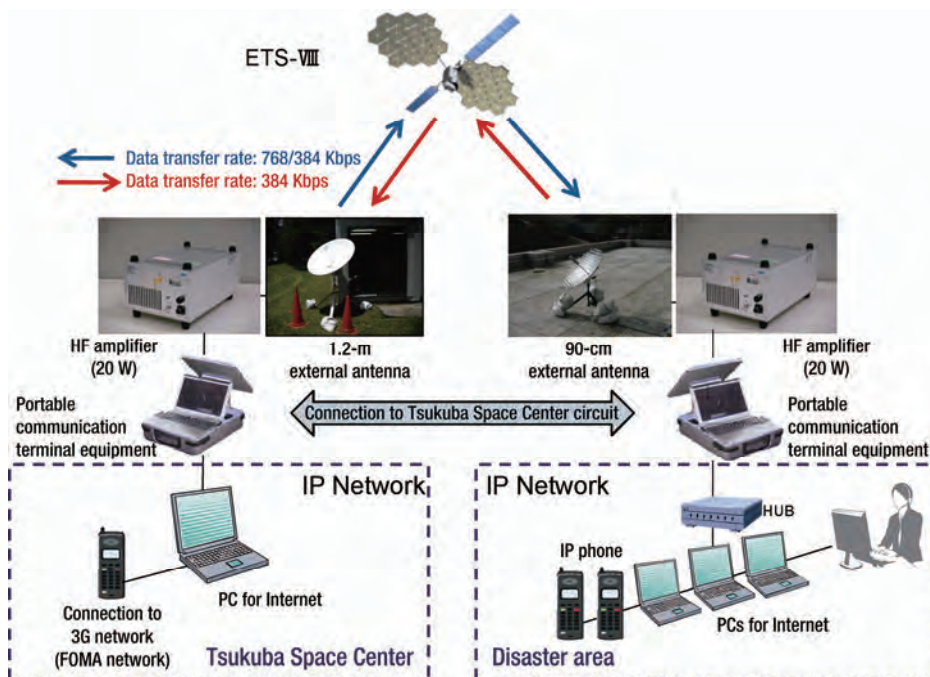 ETS-Ⅷ
Data transfer rate: 768/384 Kbps
Data transfer rate: 384 Kbps
HF amplifier
(20 W)
1.2-m
external antenna
90-cm
external antenna
HF amplifier
(20 W)
Portable
communication
terminal equipment
Connection to Tsukuba Space Center circuit
Portable
communication
terminal equipment
IP Network
IP Network
HUB
IP phone
PC for Internet
Connection to
3G network
(FOMA network)
PCs for Internet
Tsukuba Space Center
Disaster area